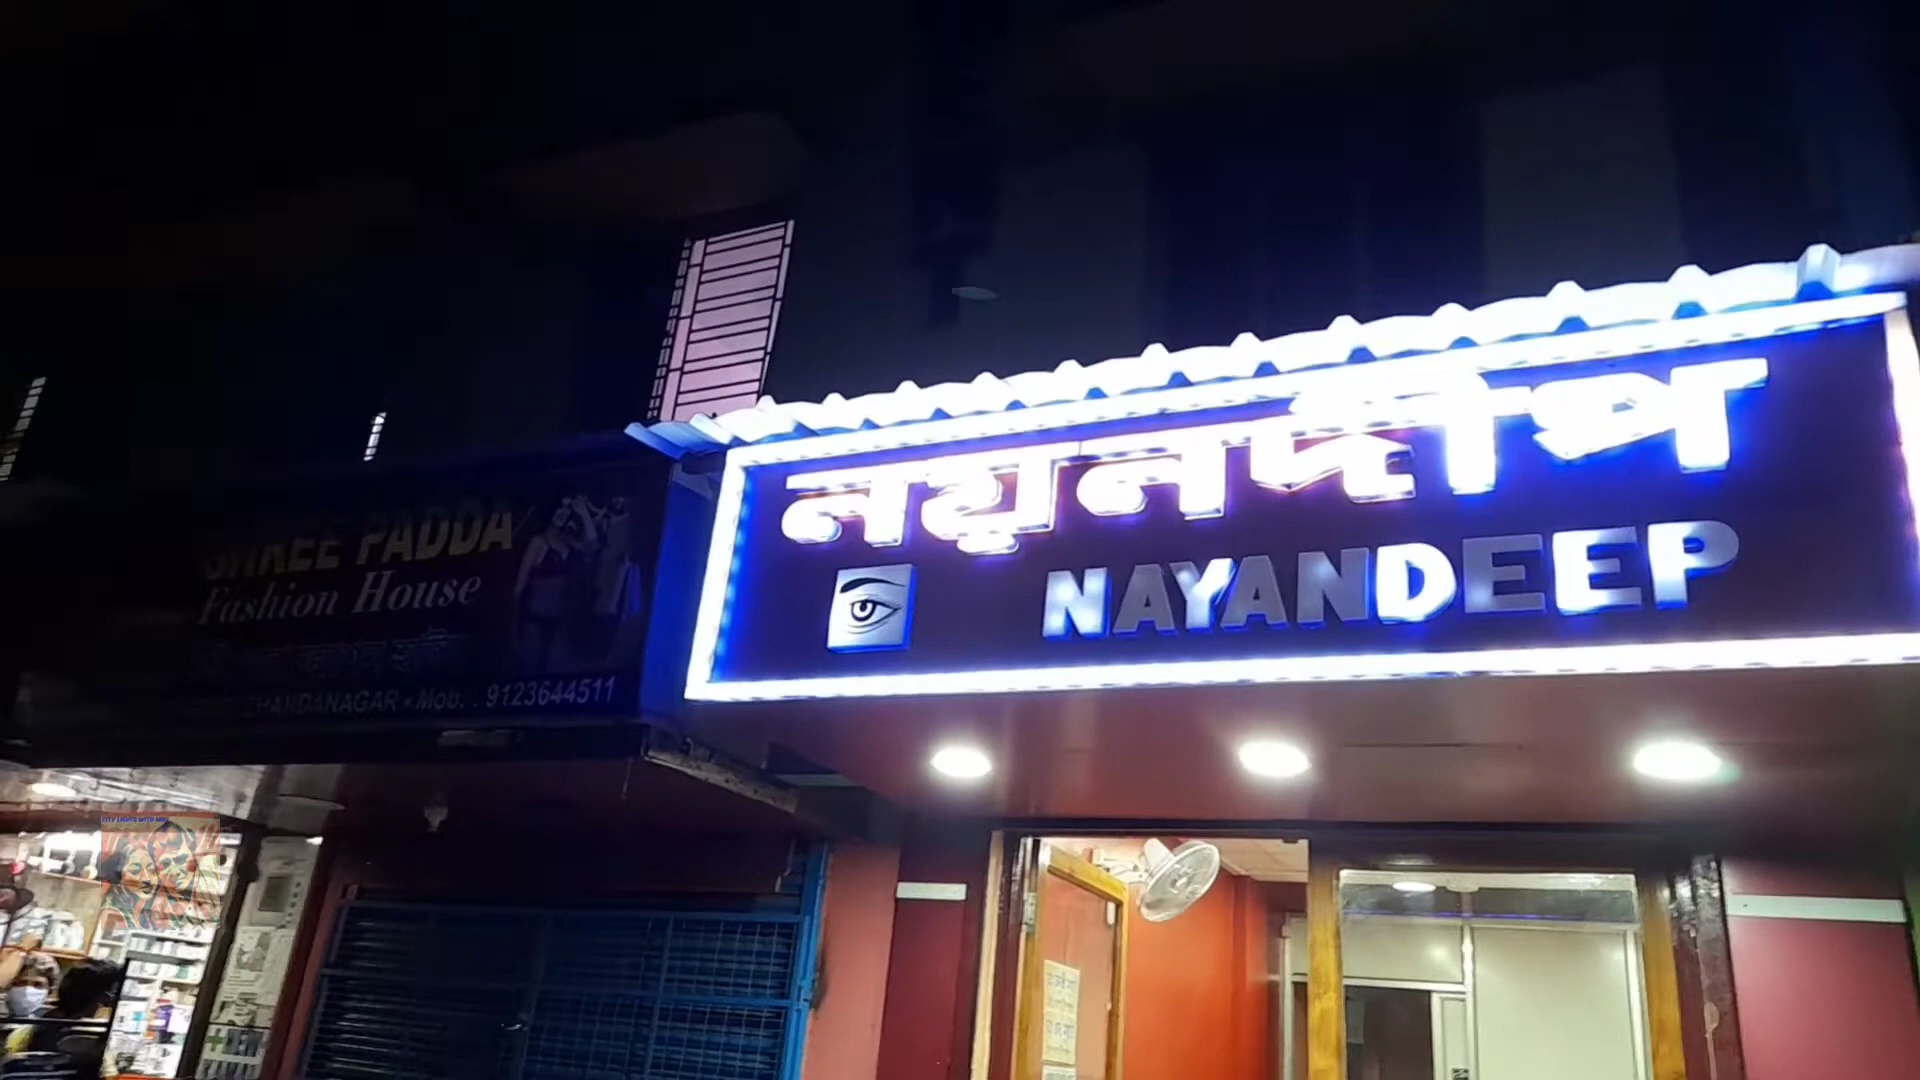 নয়নদীপ
NAYANDEEP
SHREE PADDA
Fashion House
CHANDANAGAR - Mob. : 9123644511